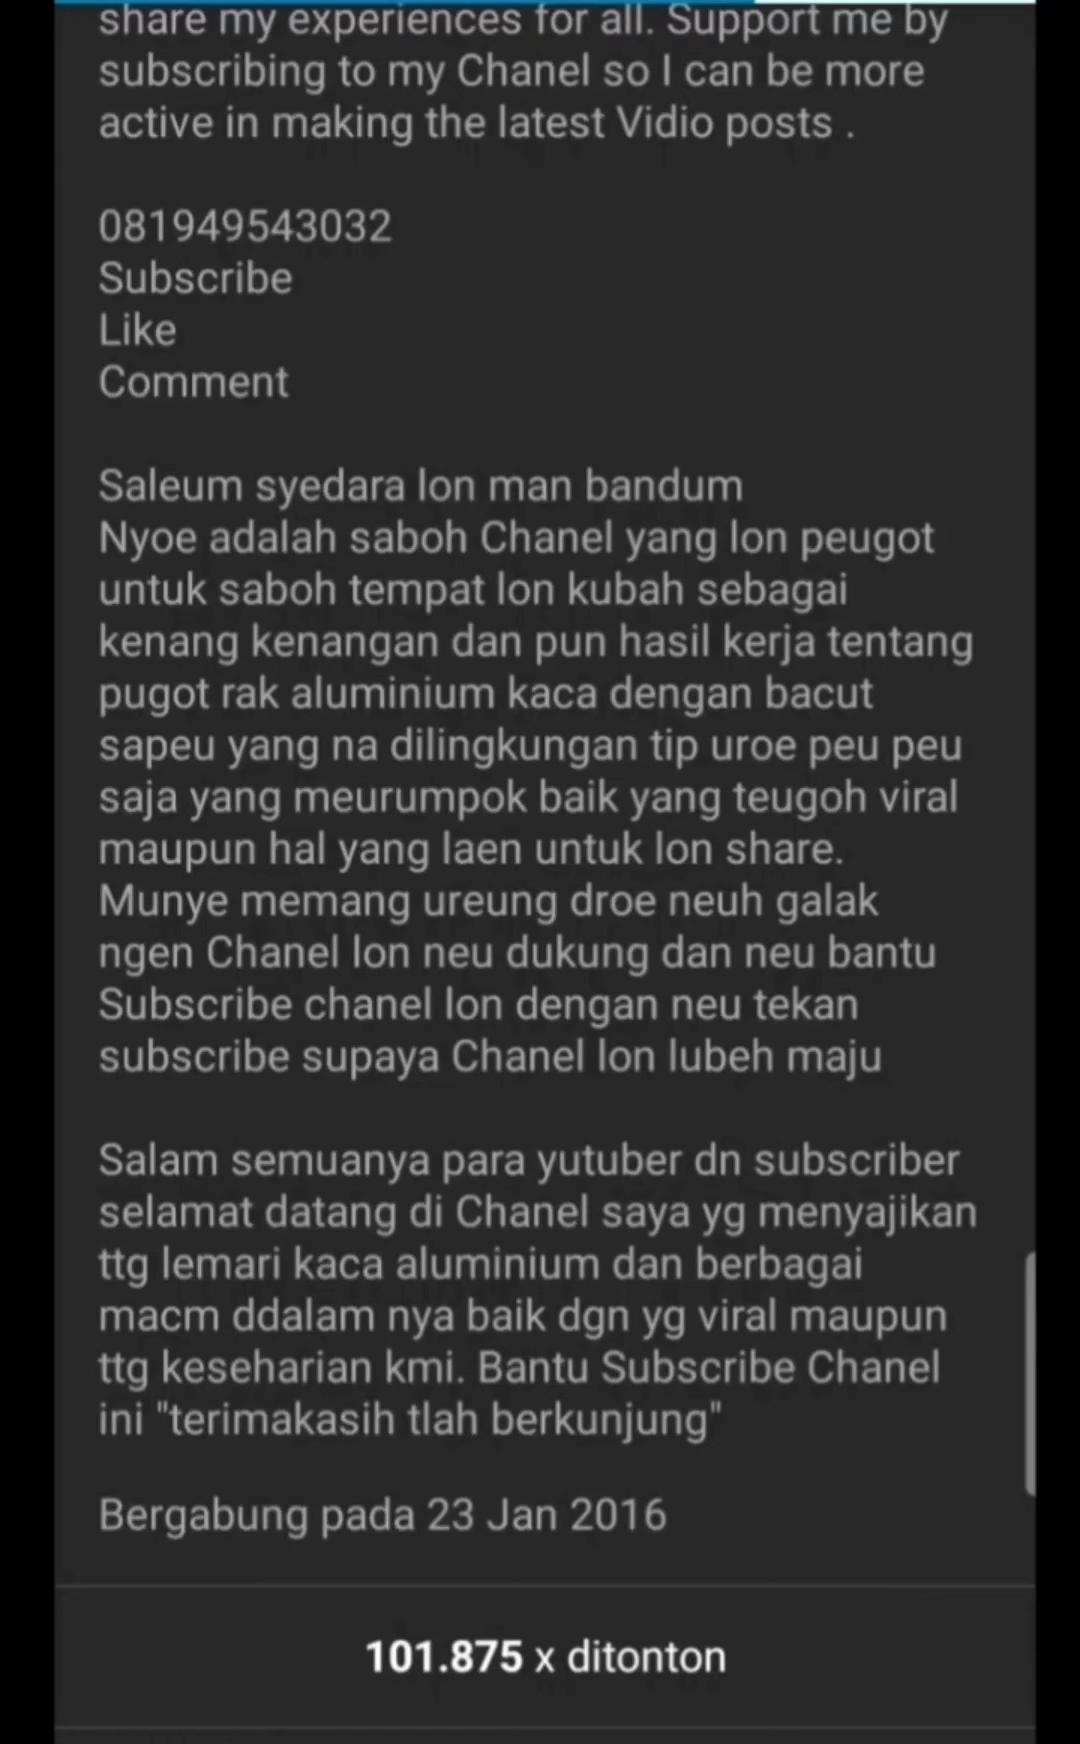 share my experiences for all. Support me by
subscribing to my Chanel so I can be more
active in making the latest Vidio posts .
081949543032
Subscribe
Like
Comment
Saleum syedara lon man bandum
Nyoe adalah saboh Chanel yang lon peugot
untuk saboh tempat lon kubah sebagai
kenang kenangan dan pun hasil kerja tentang
pugot rak aluminium kaca dengan bacut
sapeu yang na dilingkungan tip uroe peu peu
saja yang meurumpok baik yang teugoh viral
maupun hal yang laen untuk lon share.
Munye memang ureung droe neuh galak
ngen Chanel lon neu dukung dan neu bantu
Subscribe chanel lon dengan neu tekan
subscribe supaya Chanel lon lubeh maju
Salam semuanya para yutuber dn subscriber
selamat datang di Chanel saya yg menyajikan
ttg lemari kaca aluminium dan berbagai
macm ddalam nya baik dgn yg viral maupun
ttg keseharian kmi. Bantu Subscribe Chanel
ini "terimakasih tlah berkunjung"
Bergabung pada 23 Jan 2016
101.875 x ditonton